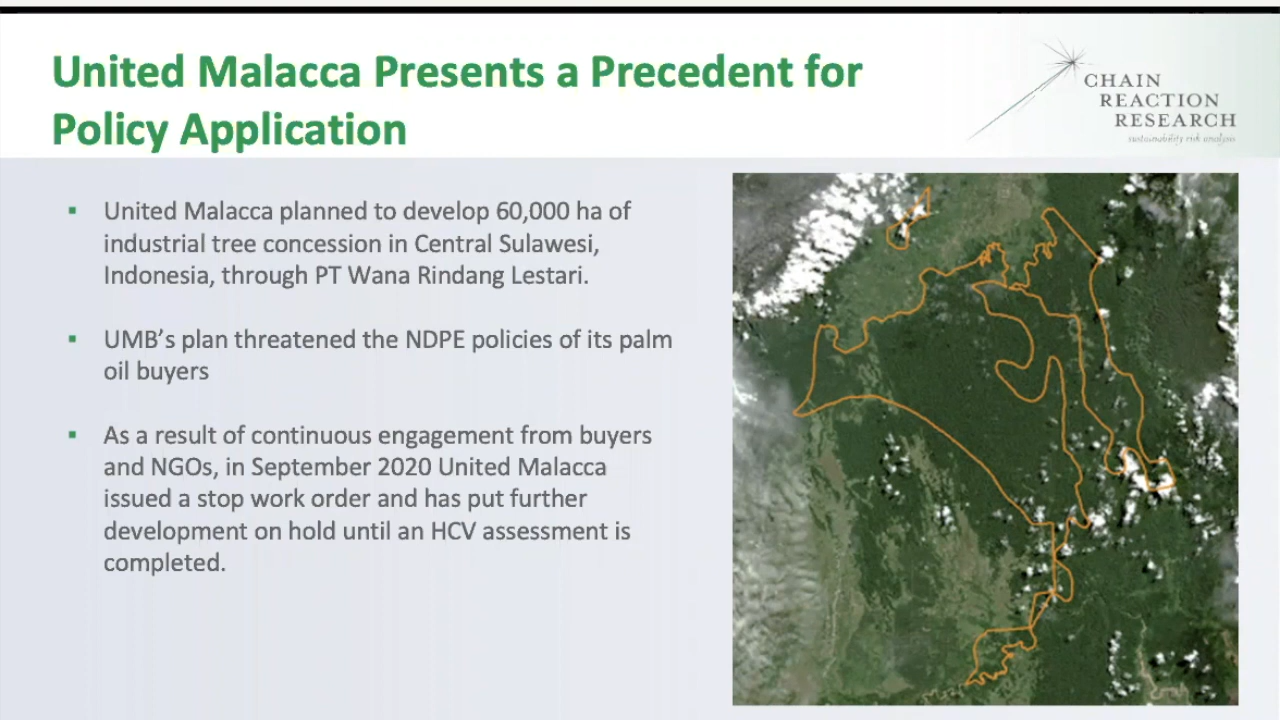 United Malacca Presents a Precedent for
Policy Application
CHAIN
REACTION
RESEARCH
sustainability risk analysis
▪ United Malacca planned to develop 60,000 ha of
industrial tree concession in Central Sulawesi,
Indonesia, through PT Wana Rindang Lestari.
▪ UMB’s plan threatened the NDPE policies of its palm
oil buyers
▪ As a result of continuous engagement from buyers
and NGOs, in September 2020 United Malacca
issued a stop work order and has put further
development on hold until an HCV assessment is
completed.